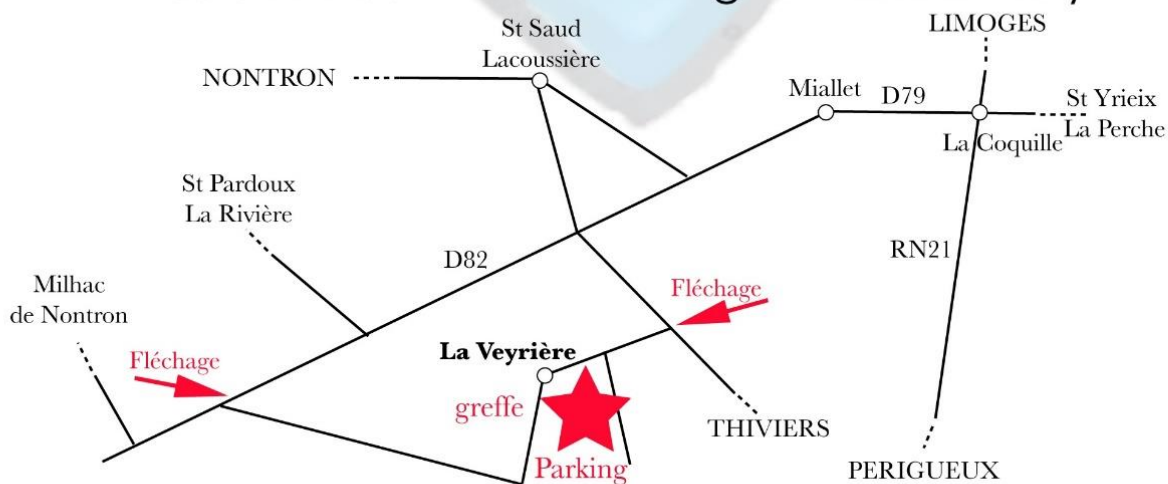 LIMOGES
St Saud
Lacoussière
NONTRON
Miallet
D79
St Yrieix
La Perche
La Coquille
St Pardoux
La Rivière
D82
RN21
Milhac
de Nontron
Fléchage
Fléchage
La Veyrière
greffe
THIVIERS
Parking
PERIGUEUX